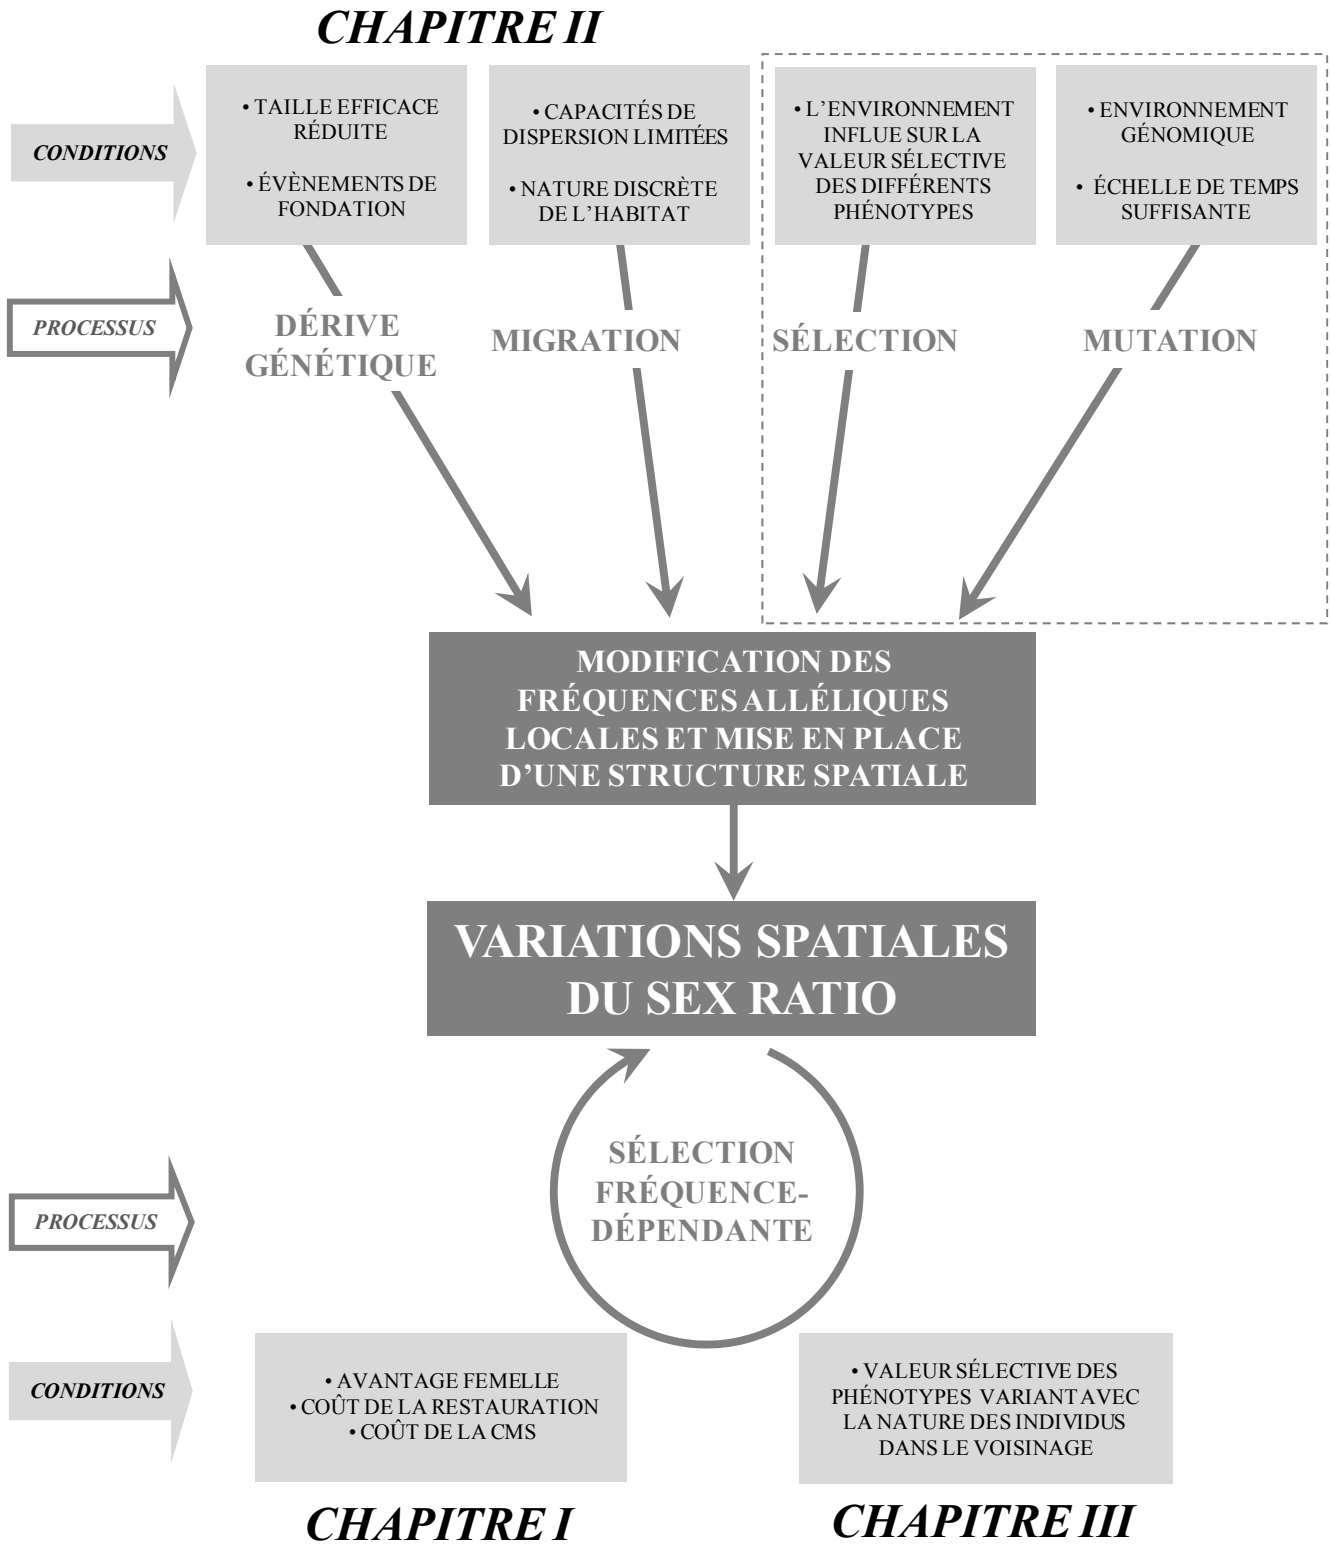 CHAPITRE II
CONDITIONS
• TAILLE EFFICACE
RÉDUITE
• ÉVÈNEMENTS DE
FONDATION
• CAPACITÉS DE
DISPERSION LIMITÉES
• NATURE DISCRÈTE
DE L’HABITAT
• L’ENVIRONNEMENT
INFLUE SUR LA
VALEUR SÉLECTIVE
DES DIFFÉRENTS
PHÉNOTYPES
• ENVIRONNEMENT
GÉNOMIQUE
• ÉCHELLE DE TEMPS
SUFFISANTE
PROCESSUS
DÉRIVE
GÉNÉTIQUE
MIGRATION
SÉLECTION
MUTATION
MODIFICATION DES
FRÉQUENCES ALLÉLIQUES
LOCALES ET MISE EN PLACE
D’UNE STRUCTURE SPATIALE
VARIATIONS SPATIALES
DU SEX RATIO
PROCESSUS
SÉLECTION
FRÉQUENCE-
DÉPENDANTE
CONDITIONS
• AVANTAGE FEMELLE
• COÛT DE LA RESTAURATION
• COÛT DE LA CMS
• VALEUR SÉLECTIVE DES
PHÉNOTYPES VARIANT AVEC
LA NATURE DES INDIVIDUS
DANS LE VOISINAGE
CHAPITRE I
CHAPITRE III